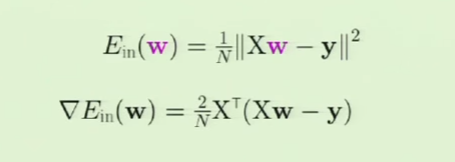 E_in(w) = 1/N ‖Xw − y‖²
∇E_in(w) = 2/N Xᵀ(Xw − y)